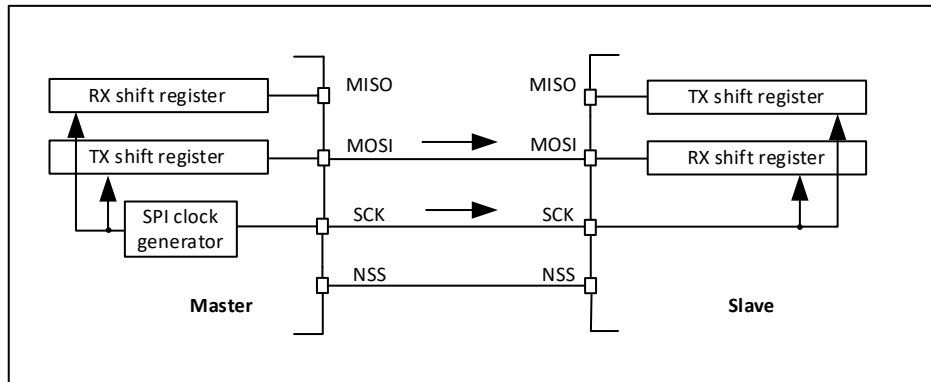 MISO MISO
RX shift register TX shift register
MOSI MOSI
TX shift register RX shift register
SCK SCK
SPI clock
generator
NSS NSS
Master Slave